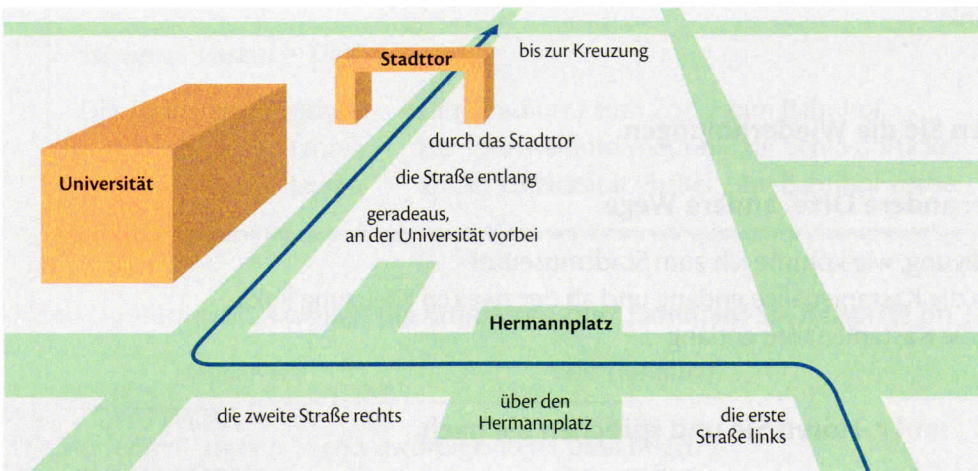 Stadttor
bis zur Kreuzung
durch das Stadttor
Universität
die Straße entlang
geradeaus,
an der Universität vorbei
Hermannplatz
die zweite Straße rechts
über den
Hermannplatz
die erste
Straße links